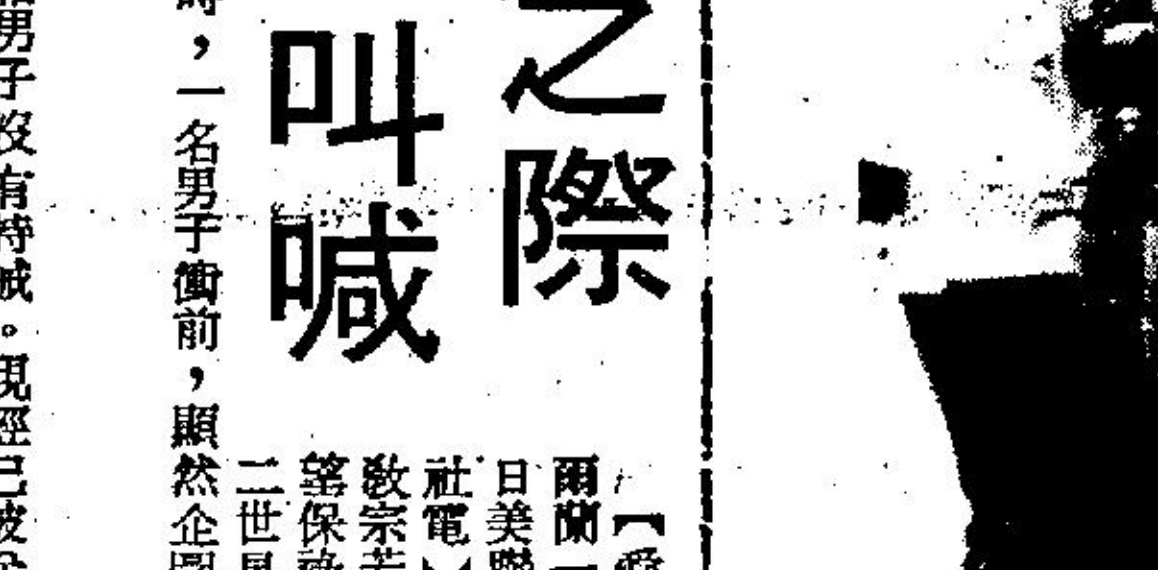 之際
叫喊
【愛
爾蘭
日美聯
社電】
教宗若
望保祿
二世
時，一名男子衝前，顯然企圖
男子沒有持械。現經已被